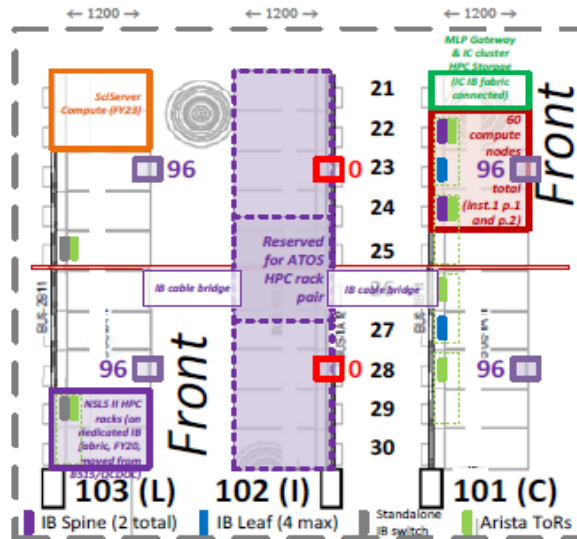 ← 1200 →
← 1200 →
← 1200 →
MLP Gateway
& IC cluster
HPC Storage
(IC IB fabric
connected)
SciServer
Compute (FY23)
21
22
23
24
25
27
28
29
30
60
compute
nodes
total
(inst.1 p.1
and p.2)
Front
96
0
96
Reserved
for ATOS
HPC rack
pair
IB cable bridge
IB cable bridge
96
0
96
Front
NSLS II HPC
racks (on
dedicated IB
fabric, FY20,
moved from
B515/QCDOC)
103 (L)
102 (I)
101 (C)
IB Spine (2 total)
IB Leaf (4 max)
Standalone
IB switch
Arista ToRs